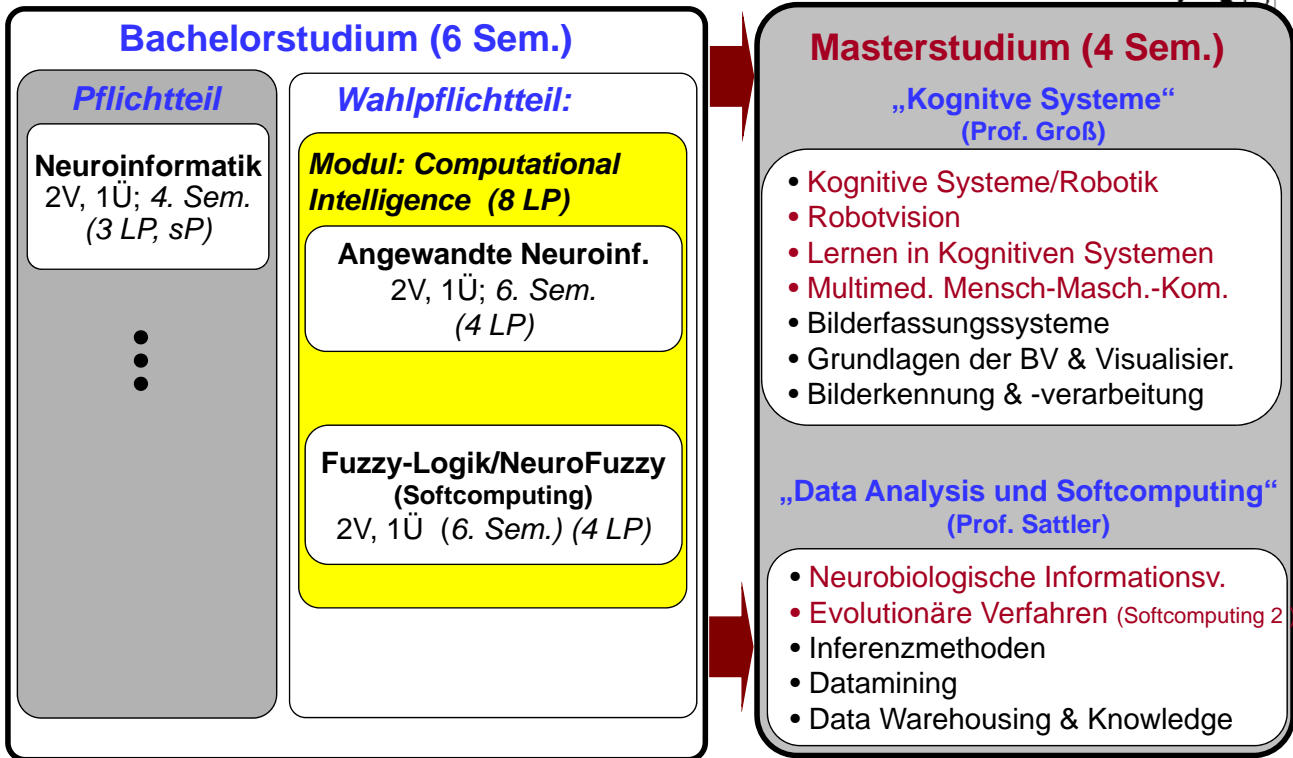 Bachelorstudium (6 Sem.)
Pflichtteil
Neuroinformatik
2V, 1Ü; 4. Sem.
(3 LP, sP)
Wahlpflichtteil:
Modul: Computational
Intelligence (8 LP)
Angewandte Neuroinf.
2V, 1Ü; 6. Sem.
(4 LP)
Fuzzy-Logik/NeuroFuzzy
(Softcomputing)
2V, 1Ü (6. Sem.) (4 LP)
Masterstudium (4 Sem.)
„Kognitve Systeme“
(Prof. Groß)
• Kognitive Systeme/Robotik
• Robotvision
• Lernen in Kognitiven Systemen
• Multimed. Mensch-Masch.-Kom.
• Bilderfassungssysteme
• Grundlagen der BV & Visualisier.
• Bilderkennung & -verarbeitung
„Data Analysis und Softcomputing“
(Prof. Sattler)
• Neurobiologische Informationsv.
• Evolutionäre Verfahren (Softcomputing 2)
• Inferenzmethoden
• Datamining
• Data Warehousing & Knowledge